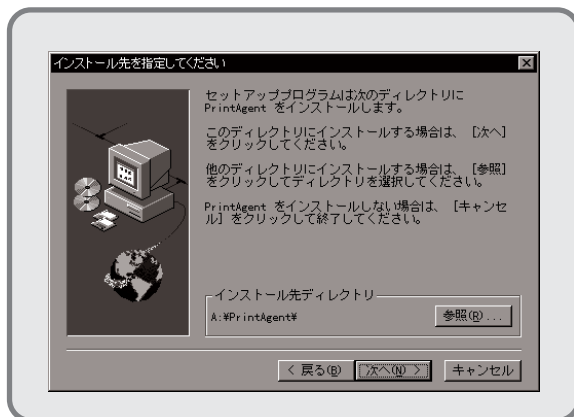 インストール先を指定してください
セットアッププログラムは次のディレクトリに
PrintAgent をインストールします。
このディレクトリにインストールする場合は、［次へ］
をクリックしてください。
他のディレクトリにインストールする場合は、［参照］
をクリックしてディレクトリを選択してください。
PrintAgent をインストールしない場合は、［キャンセ
ル］をクリックして終了してください。
インストール先ディレクトリ
A:¥PrintAgent¥
参照(R)...
< 戻る(B)
次へ(N) >
キャンセル